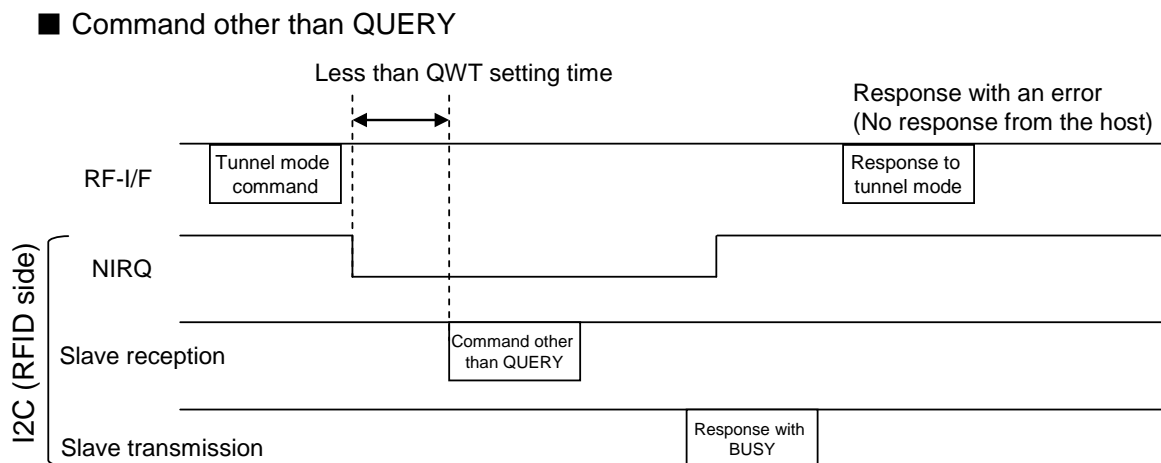 ■ Command other than QUERY
Less than QWT setting time
Response with an error
(No response from the host)
RF-I/F
Tunnel mode
command
Response to
tunnel mode
I2C (RFID side)
NIRQ
Slave reception
Command other
than QUERY
Slave transmission
Response with
BUSY